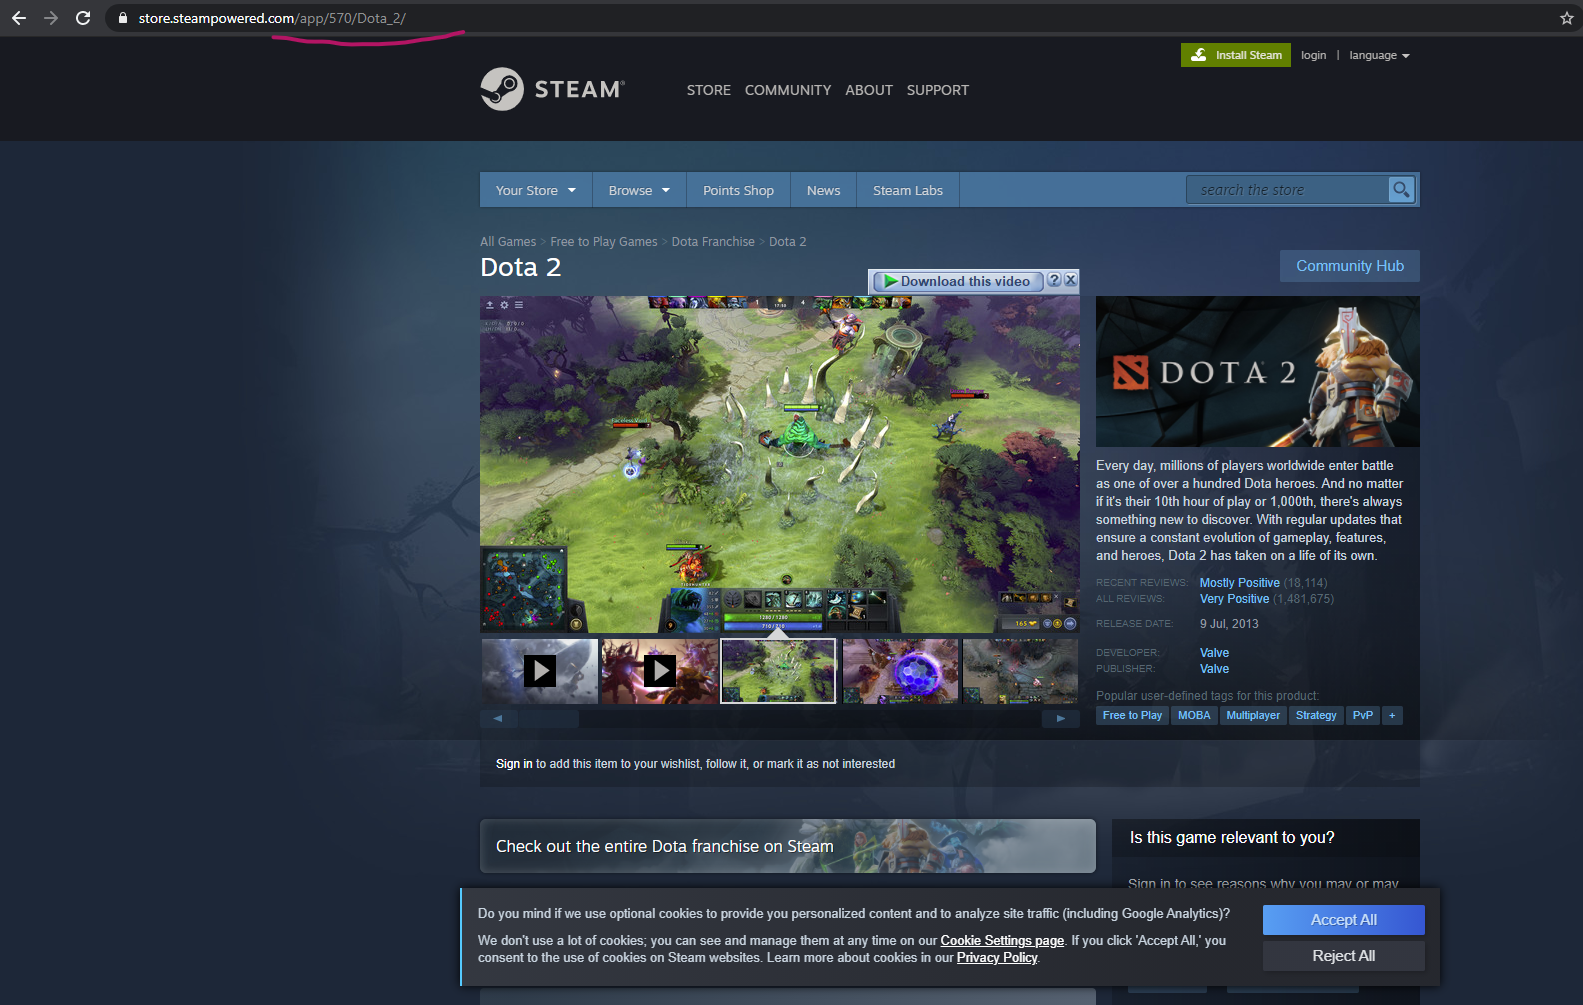 store.steampowered.com/app/570/Dota_2/
Install Steam login | language
STEAM®
STORE COMMUNITY ABOUT SUPPORT
Your Store Browse Points Shop News Steam Labs search the store
All Games > Free to Play Games > Dota Franchise > Dota 2
Dota 2
Community Hub
Download this video ? X
DOTA 2
Every day, millions of players worldwide enter battle
as one of over a hundred Dota heroes. And no matter
if it's their 10th hour of play or 1,000th, there's always
something new to discover. With regular updates that
ensure a constant evolution of gameplay, features,
and heroes, Dota 2 has taken on a life of its own.
RECENT REVIEWS: Mostly Positive (18,114)
ALL REVIEWS: Very Positive (1,481,675)
RELEASE DATE: 9 Jul, 2013
DEVELOPER: Valve
PUBLISHER: Valve
Popular user-defined tags for this product:
Free to Play MOBA Multiplayer Strategy PvP +
1 17:00 4
Faceless Void
1280 / 1280
710 / 710
165
Sign in to add this item to your wishlist, follow it, or mark it as not interested
Check out the entire Dota franchise on Steam
Is this game relevant to you?
Sign in to see reasons why you may or may
Do you mind if we use optional cookies to provide you personalized content and to analyze site traffic (including Google Analytics)?
We don't use a lot of cookies; you can see and manage them at any time on our Cookie Settings page. If you click 'Accept All,' you
consent to the use of cookies on Steam websites. Learn more about cookies in our Privacy Policy.
Accept All
Reject All